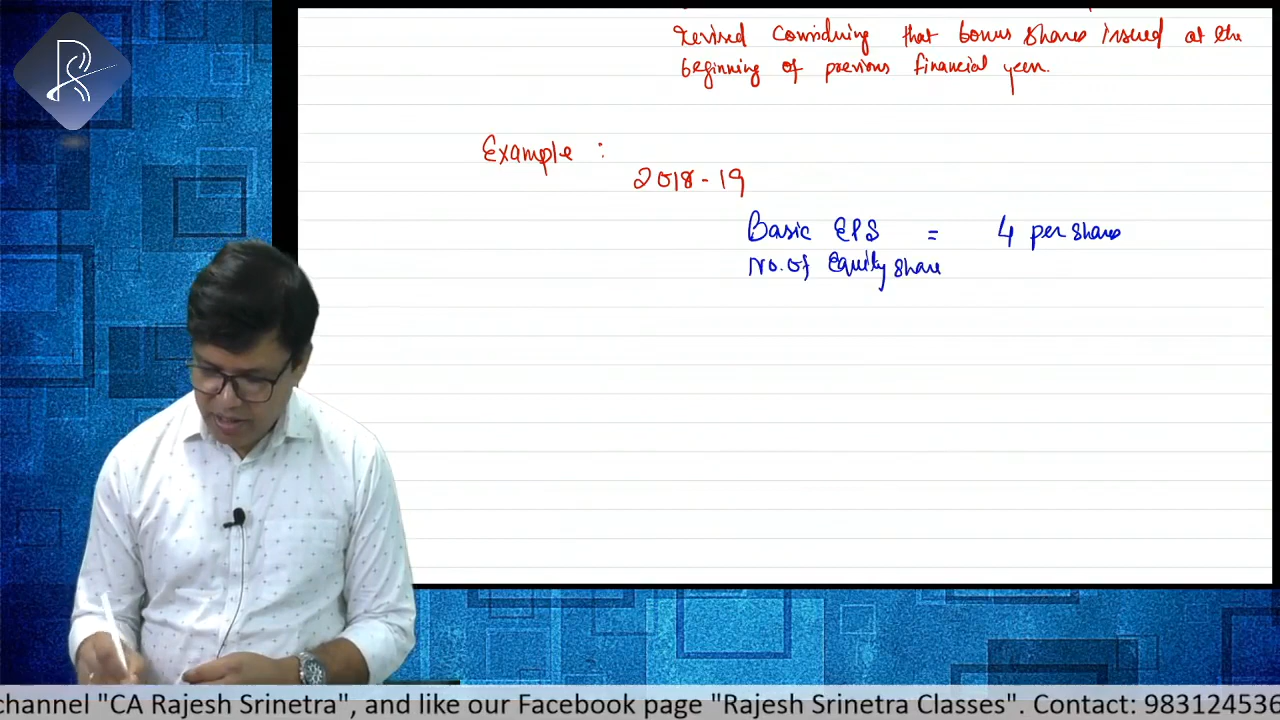 revised Considering that bonus shares issued at the
beginning of previous financial year.
Example :
2018-19
Basic EPS = 4 per share
No. of Equity share
channel "CA Rajesh Srinetra", and like our Facebook page "Rajesh Srinetra Classes". Contact: 983124536